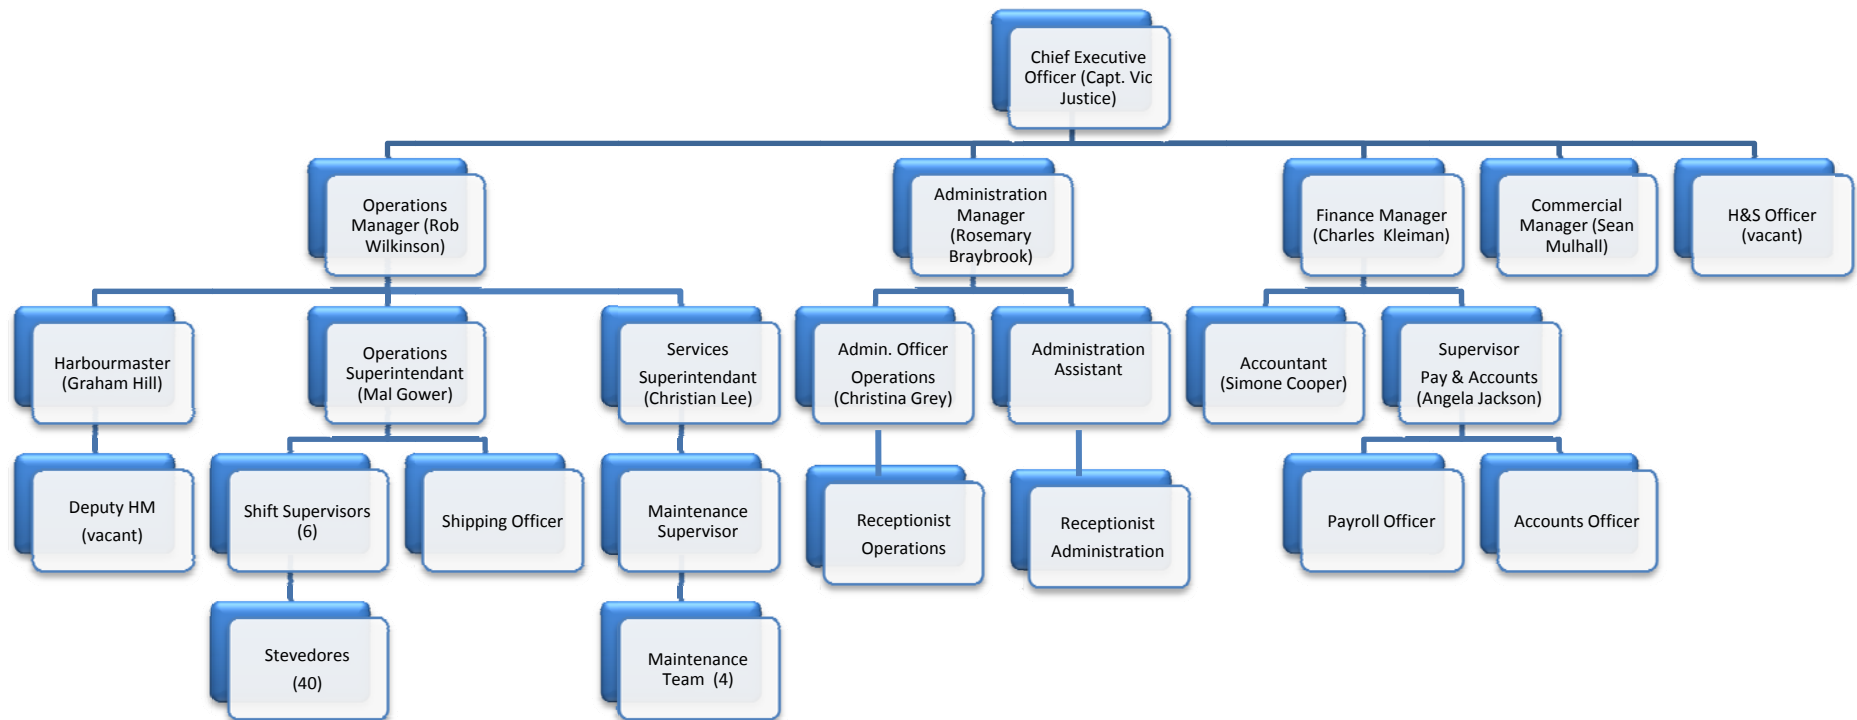 Chief Executive
Officer (Capt. Vic
Justice)
Operations
Manager (Rob
Wilkinson)
Administration
Manager
(Rosemary
Braybrook)
Finance Manager
(Charles  Kleiman)
Commercial
Manager (Sean
Mulhall)
H&S Officer
(vacant)
Harbourmaster
(Graham Hill)
Operations
Superintendant
(Mal Gower)
Services
Superintendant
(Christian Lee)
Admin. Officer
Operations
(Christina Grey)
Administration
Assistant
Accountant
(Simone Cooper)
Supervisor
Pay & Accounts
(Angela Jackson)
Deputy HM
(vacant)
Shift Supervisors
(6)
Shipping Officer
Maintenance
Supervisor
Receptionist
Operations
Receptionist
Administration
Payroll Officer
Accounts Officer
Stevedores
(40)
Maintenance
Team  (4)